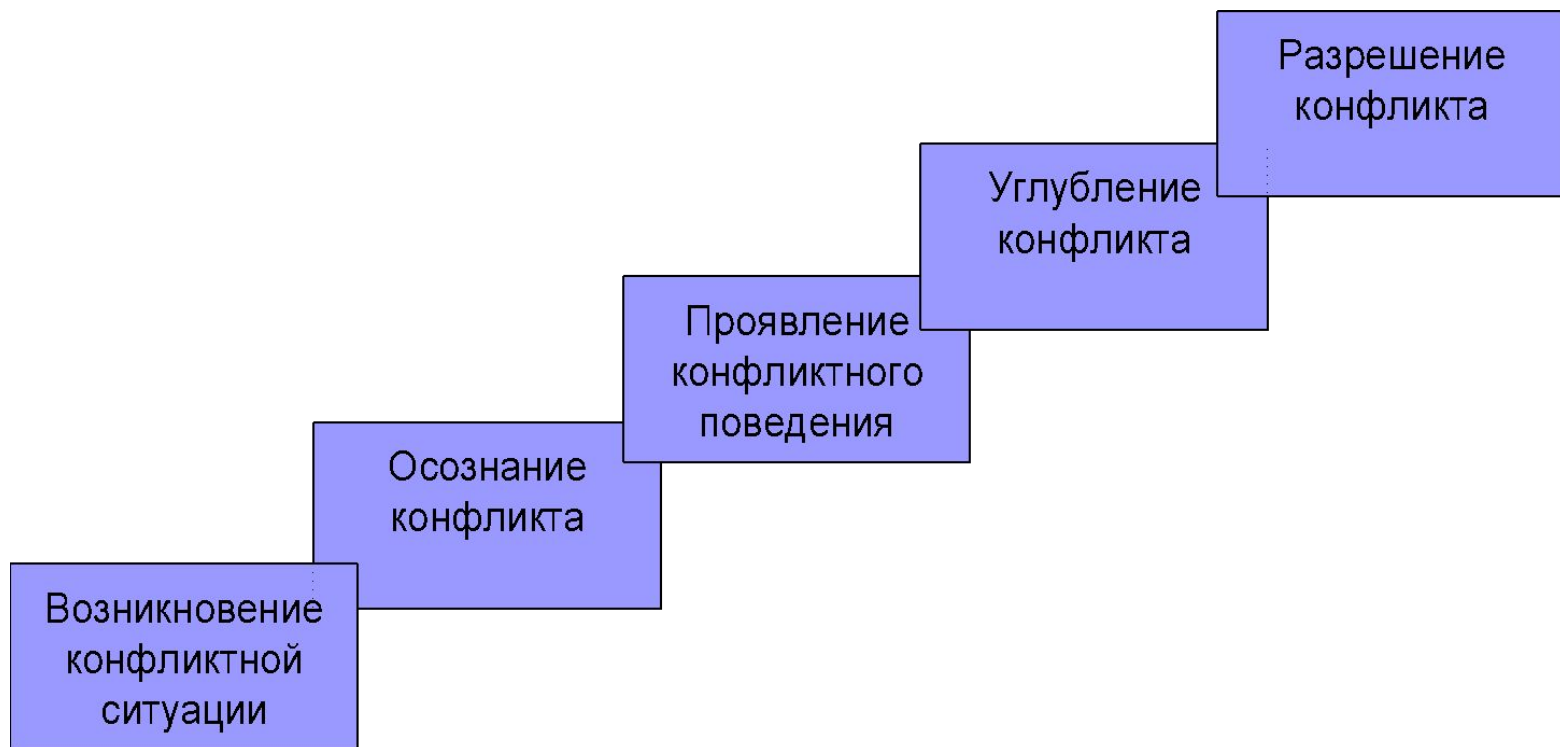 Возникновение
конфликтной
ситуации
Осознание
конфликта
Проявление
конфликтного
поведения
Углубление
конфликта
Разрешение
конфликта